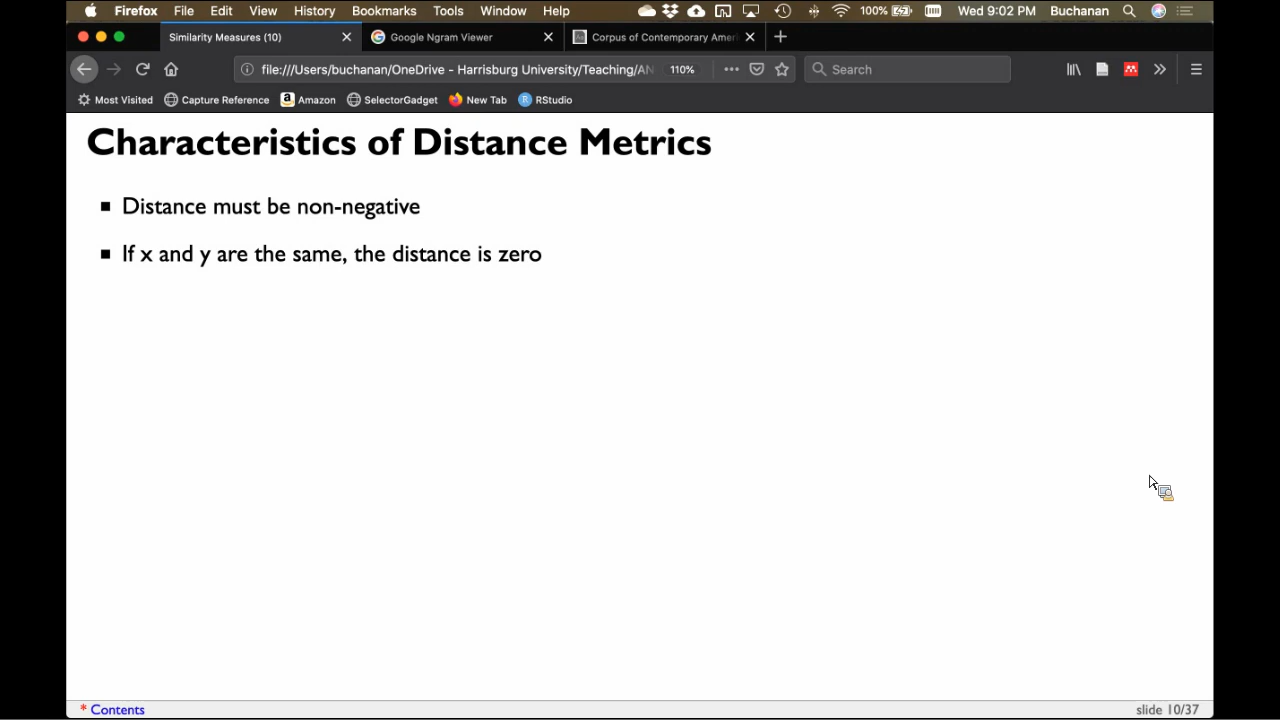 Firefox File Edit View History Bookmarks Tools Window Help 100% Wed 9:02 PM Buchanan
Similarity Measures (10) Google Ngram Viewer Corpus of Contemporary Ameri
file:///Users/buchanan/OneDrive - Harrisburg University/Teaching/AN 110% Search
Most Visited Capture Reference Amazon SelectorGadget New Tab RStudio
Characteristics of Distance Metrics
Distance must be non-negative
If x and y are the same, the distance is zero
* Contents slide 10/37